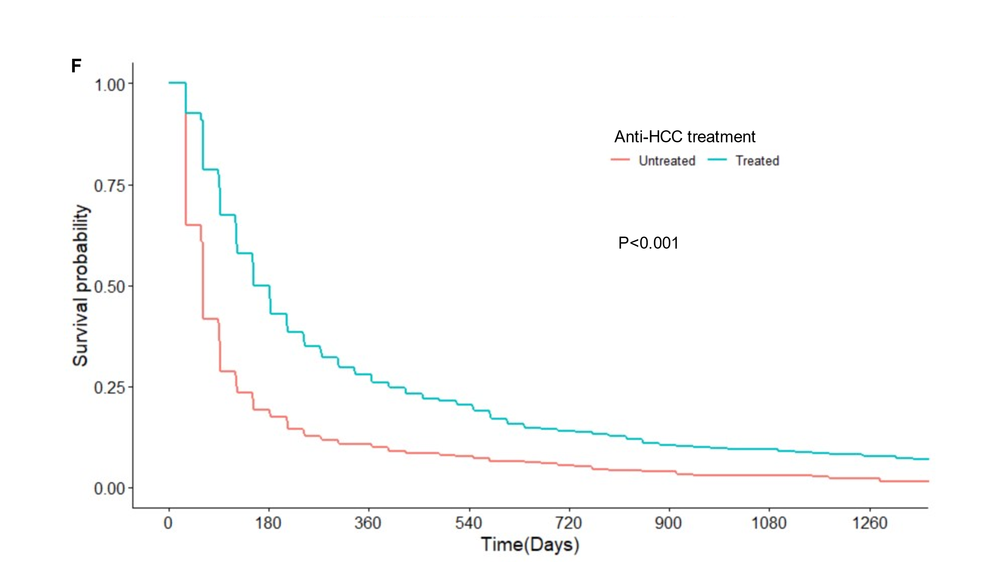 F
1.00
0.75
0.50
0.25
0.00
Survival probability
Anti-HCC treatment
Untreated Treated
P<0.001
0 180 360 540 720 900 1080 1260
Time(Days)